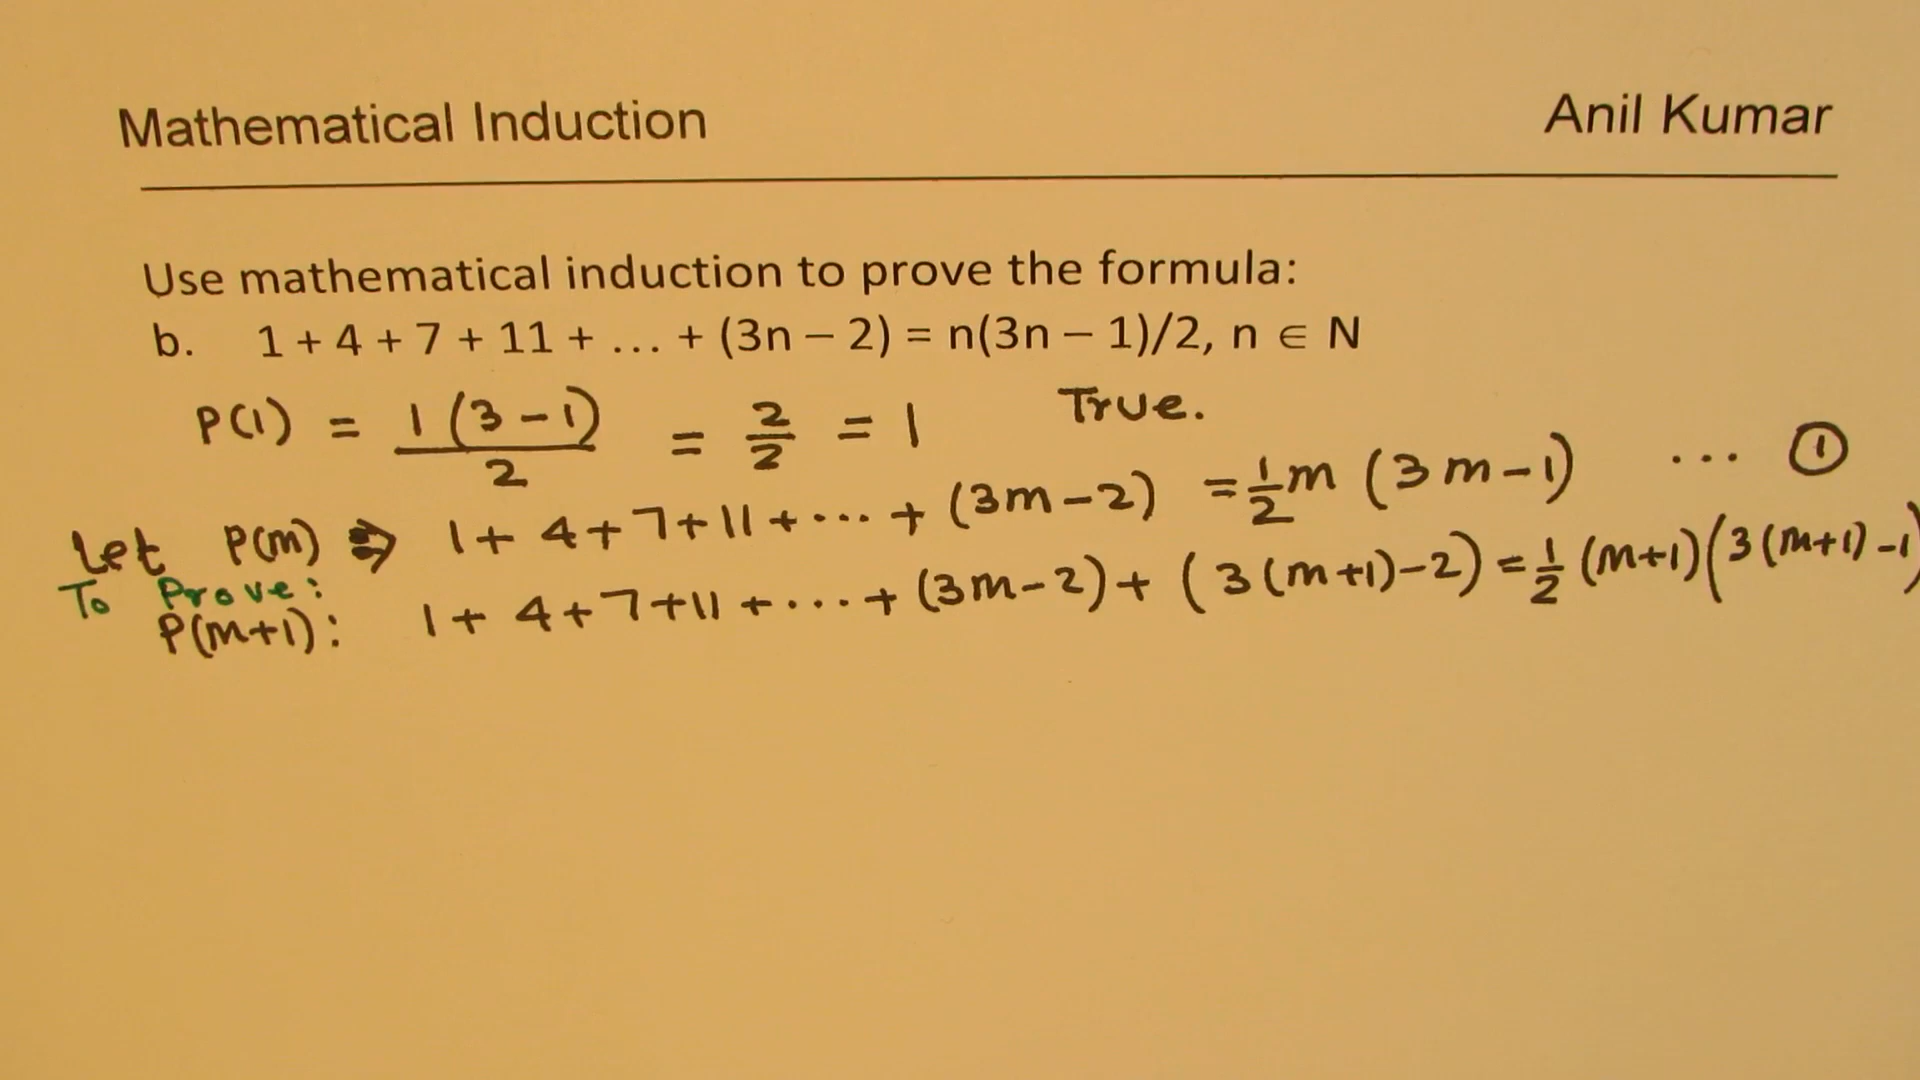 Mathematical Induction
Anil Kumar
Use mathematical induction to prove the formula:
b. 1 + 4 + 7 + 11 + … + (3n – 2) = n(3n – 1)/2, n ∈ N
P(1) = 1(3-1)/2 = 2/2 = 1 True.
Let P(m) ⇒ 1 + 4 + 7 + 11 + ... + (3m-2) = 1/2 m (3m-1) ... ①
To Prove:
P(m+1): 1 + 4 + 7 + 11 + ... + (3m-2) + (3(m+1)-2) = 1/2 (m+1)(3(m+1)-1)